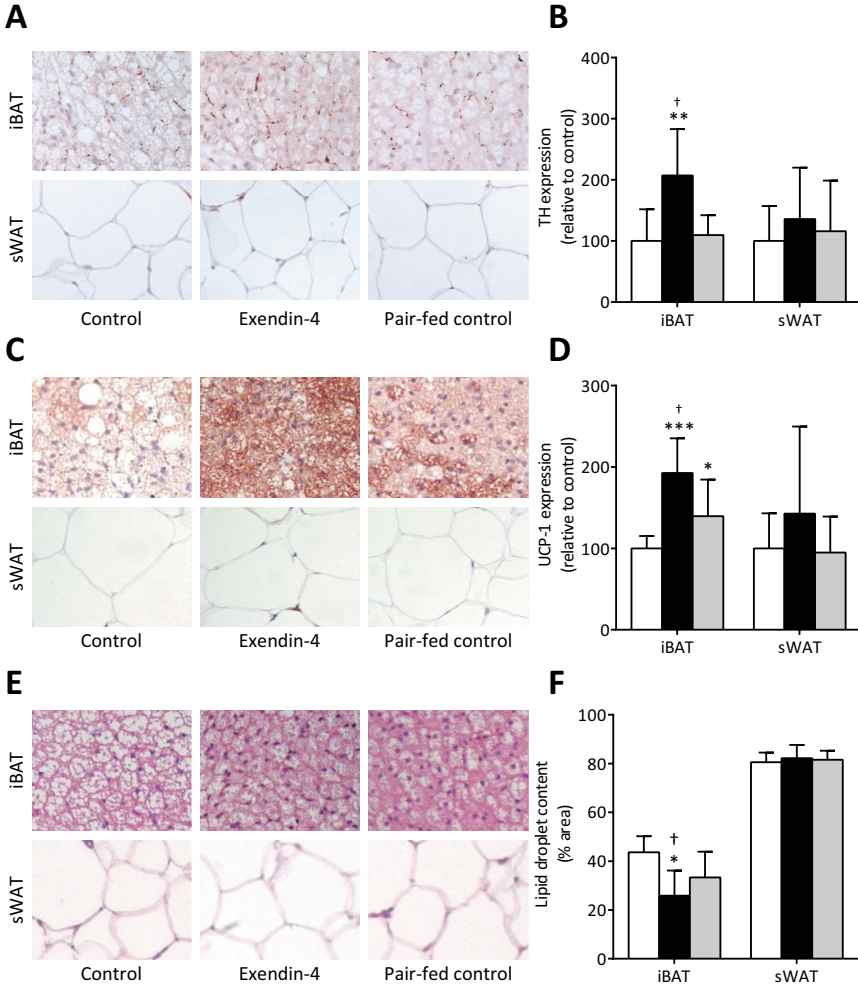 A
iBAT
sWAT
Control Exendin-4 Pair-fed control
B
TH expression
(relative to control)
400
300
200
100
0
†
**
iBAT sWAT
C
iBAT
sWAT
Control Exendin-4 Pair-fed control
D
UCP-1 expression
(relative to control)
300
200
100
0
†
***
*
iBAT sWAT
E
iBAT
sWAT
Control Exendin-4 Pair-fed control
F
Lipid droplet content
(% area)
100
80
60
40
20
0
†
*
iBAT sWAT